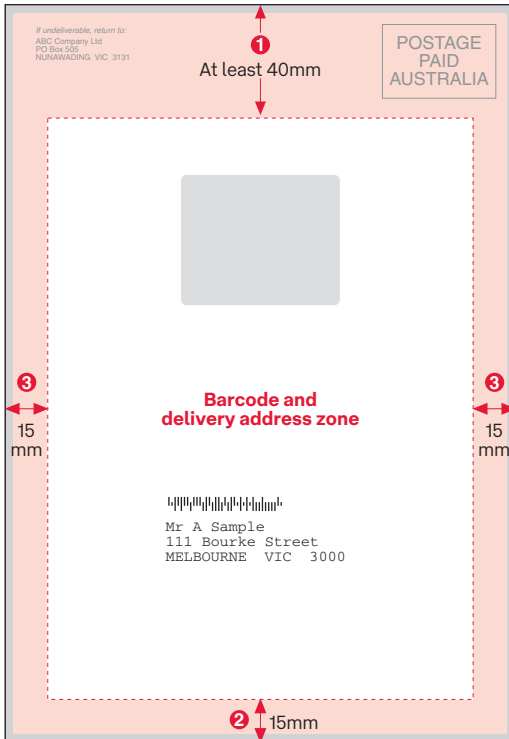 If undeliverable, return to:
ABC Company Ltd
PO Box 505
NUNAWADING VIC 3131
1
At least 40mm
POSTAGE
PAID
AUSTRALIA
3
15
mm
Barcode and
delivery address zone
3
15
mm
Mr A Sample
111 Bourke Street
MELBOURNE VIC 3000
2
15mm